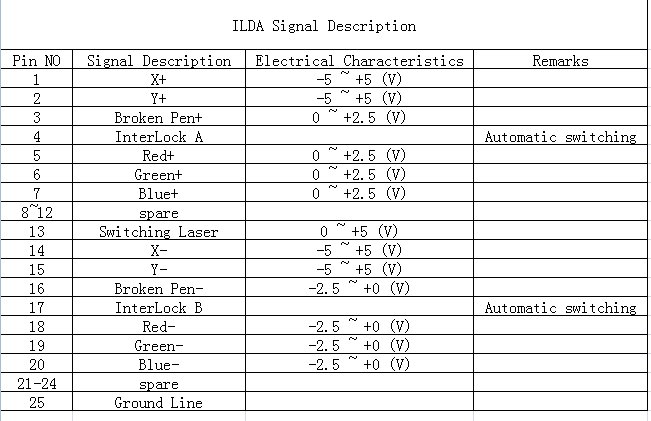 ILDA Signal Description
Pin NO Signal Description Electrical Characteristics Remarks
1 X+ -5 ~ +5 (V)
2 Y+ -5 ~ +5 (V)
3 Broken Pen+ 0 ~ +2.5 (V)
4 InterLock A Automatic switching
5 Red+ 0 ~ +2.5 (V)
6 Green+ 0 ~ +2.5 (V)
7 Blue+ 0 ~ +2.5 (V)
8~12 spare
13 Switching Laser 0 ~ +5 (V)
14 X- -5 ~ +5 (V)
15 Y- -5 ~ +5 (V)
16 Broken Pen- -2.5 ~ +0 (V)
17 InterLock B Automatic switching
18 Red- -2.5 ~ +0 (V)
19 Green- -2.5 ~ +0 (V)
20 Blue- -2.5 ~ +0 (V)
21-24 spare
25 Ground Line